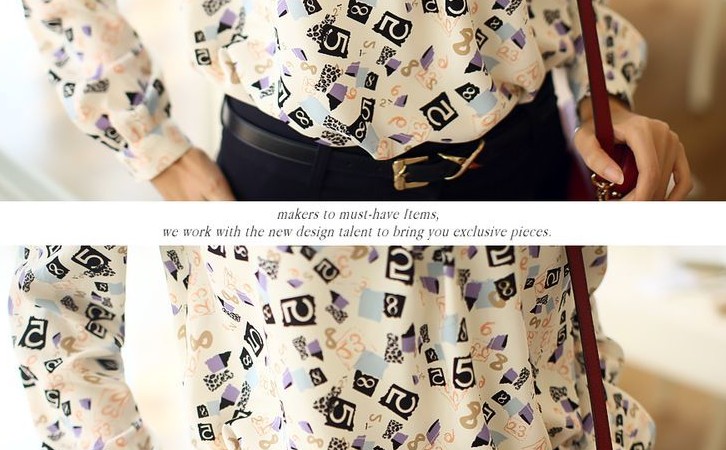 makers to must-have Items,
we work with the new design talent to bring you exclusive pieces.